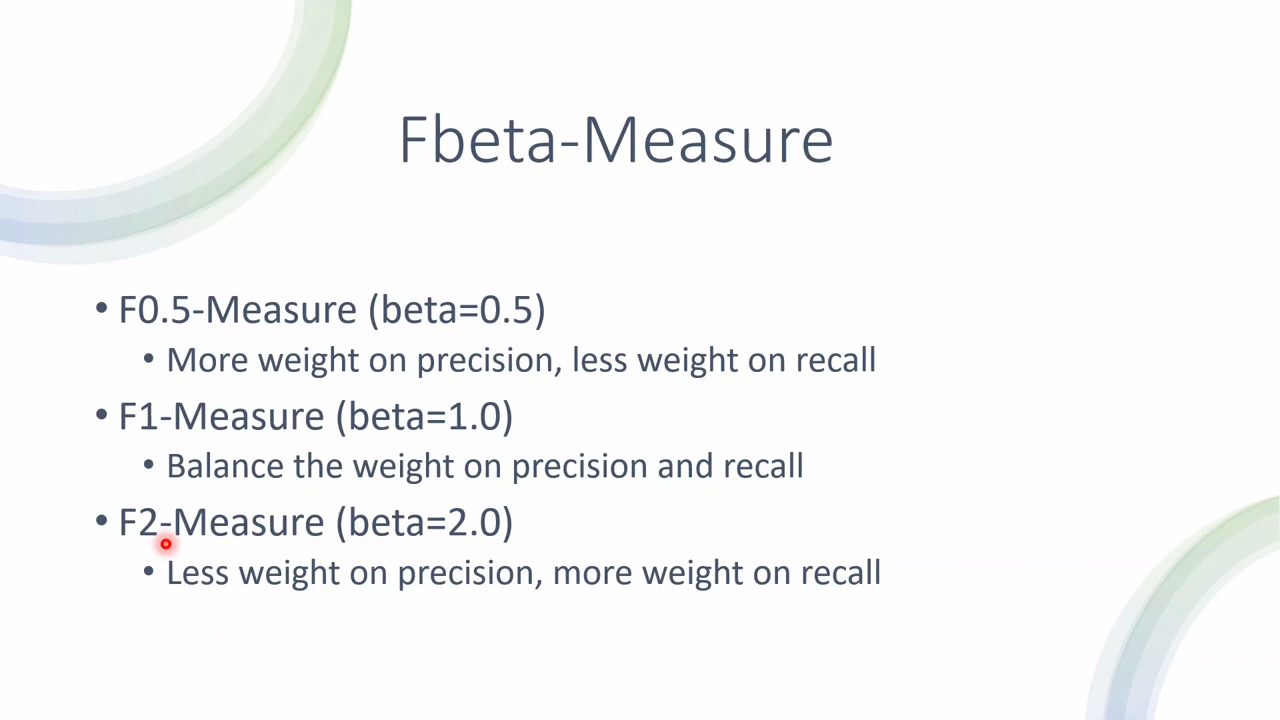 Fbeta-Measure
• F0.5-Measure (beta=0.5)
• More weight on precision, less weight on recall
• F1-Measure (beta=1.0)
• Balance the weight on precision and recall
• F2-Measure (beta=2.0)
• Less weight on precision, more weight on recall